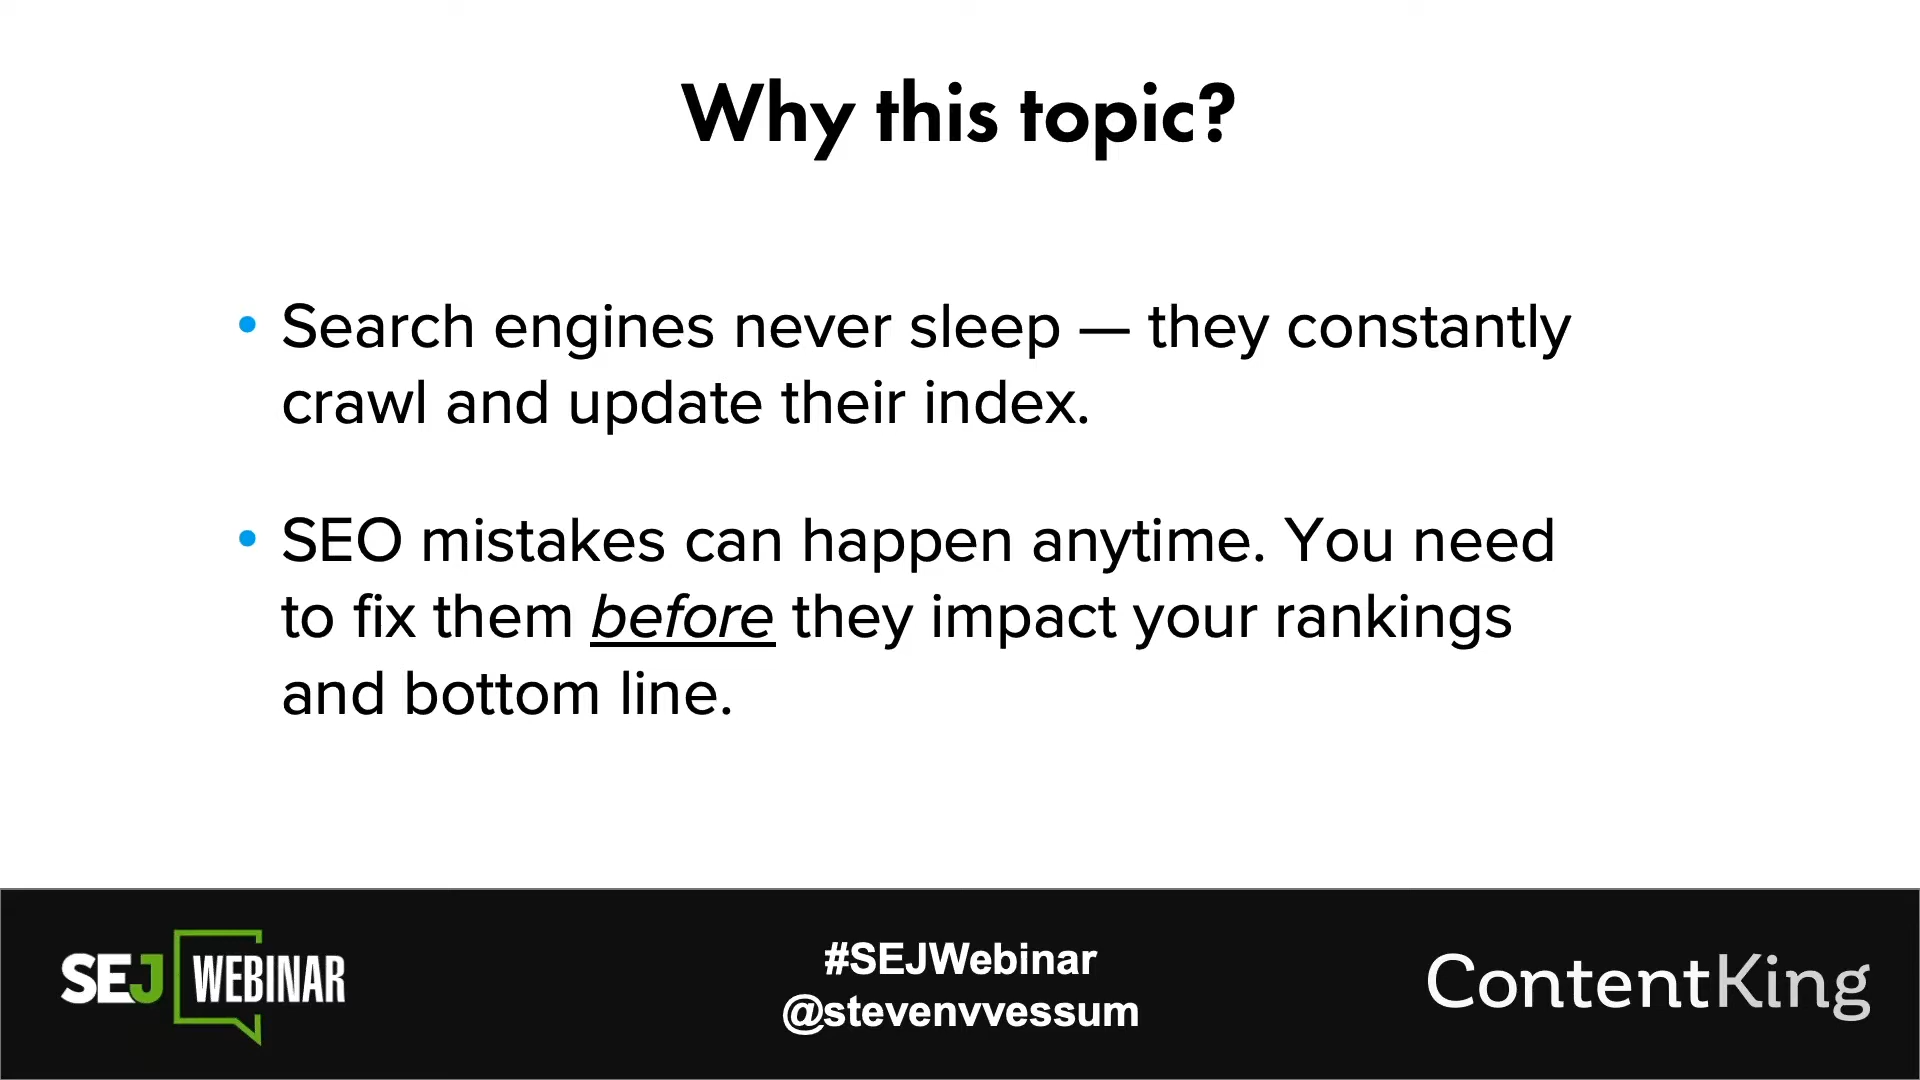 Why this topic?
• Search engines never sleep — they constantly
crawl and update their index.
• SEO mistakes can happen anytime. You need
to fix them before they impact your rankings
and bottom line.
SEJ WEBINAR
#SEJWebinar
@stevenvvessum
ContentKing